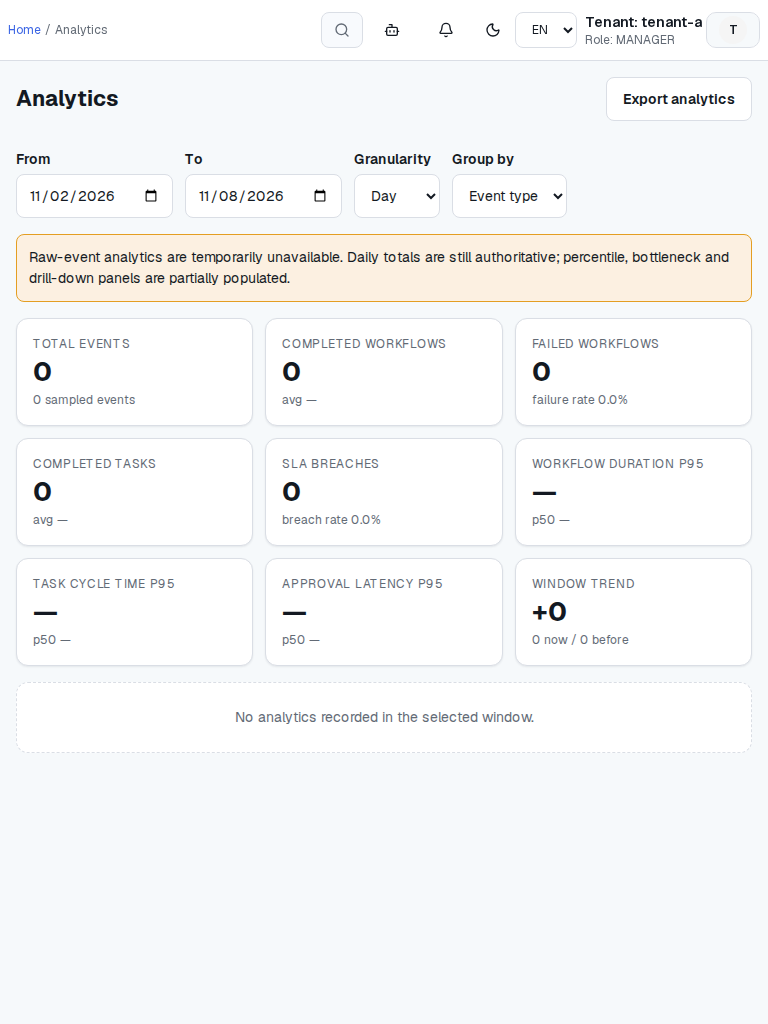 Home / Analytics
EN
Tenant: tenant-a
Role: MANAGER
T
Analytics
Export analytics
From
To
Granularity
Group by
11/02/2026
11/08/2026
Day
Event type
Raw-event analytics are temporarily unavailable. Daily totals are still authoritative; percentile, bottleneck and
drill-down panels are partially populated.
TOTAL EVENTS
0
0 sampled events
COMPLETED WORKFLOWS
0
avg —
FAILED WORKFLOWS
0
failure rate 0.0%
COMPLETED TASKS
0
avg —
SLA BREACHES
0
breach rate 0.0%
WORKFLOW DURATION P95
—
p50 —
TASK CYCLE TIME P95
—
p50 —
APPROVAL LATENCY P95
—
p50 —
WINDOW TREND
+0
0 now / 0 before
No analytics recorded in the selected window.